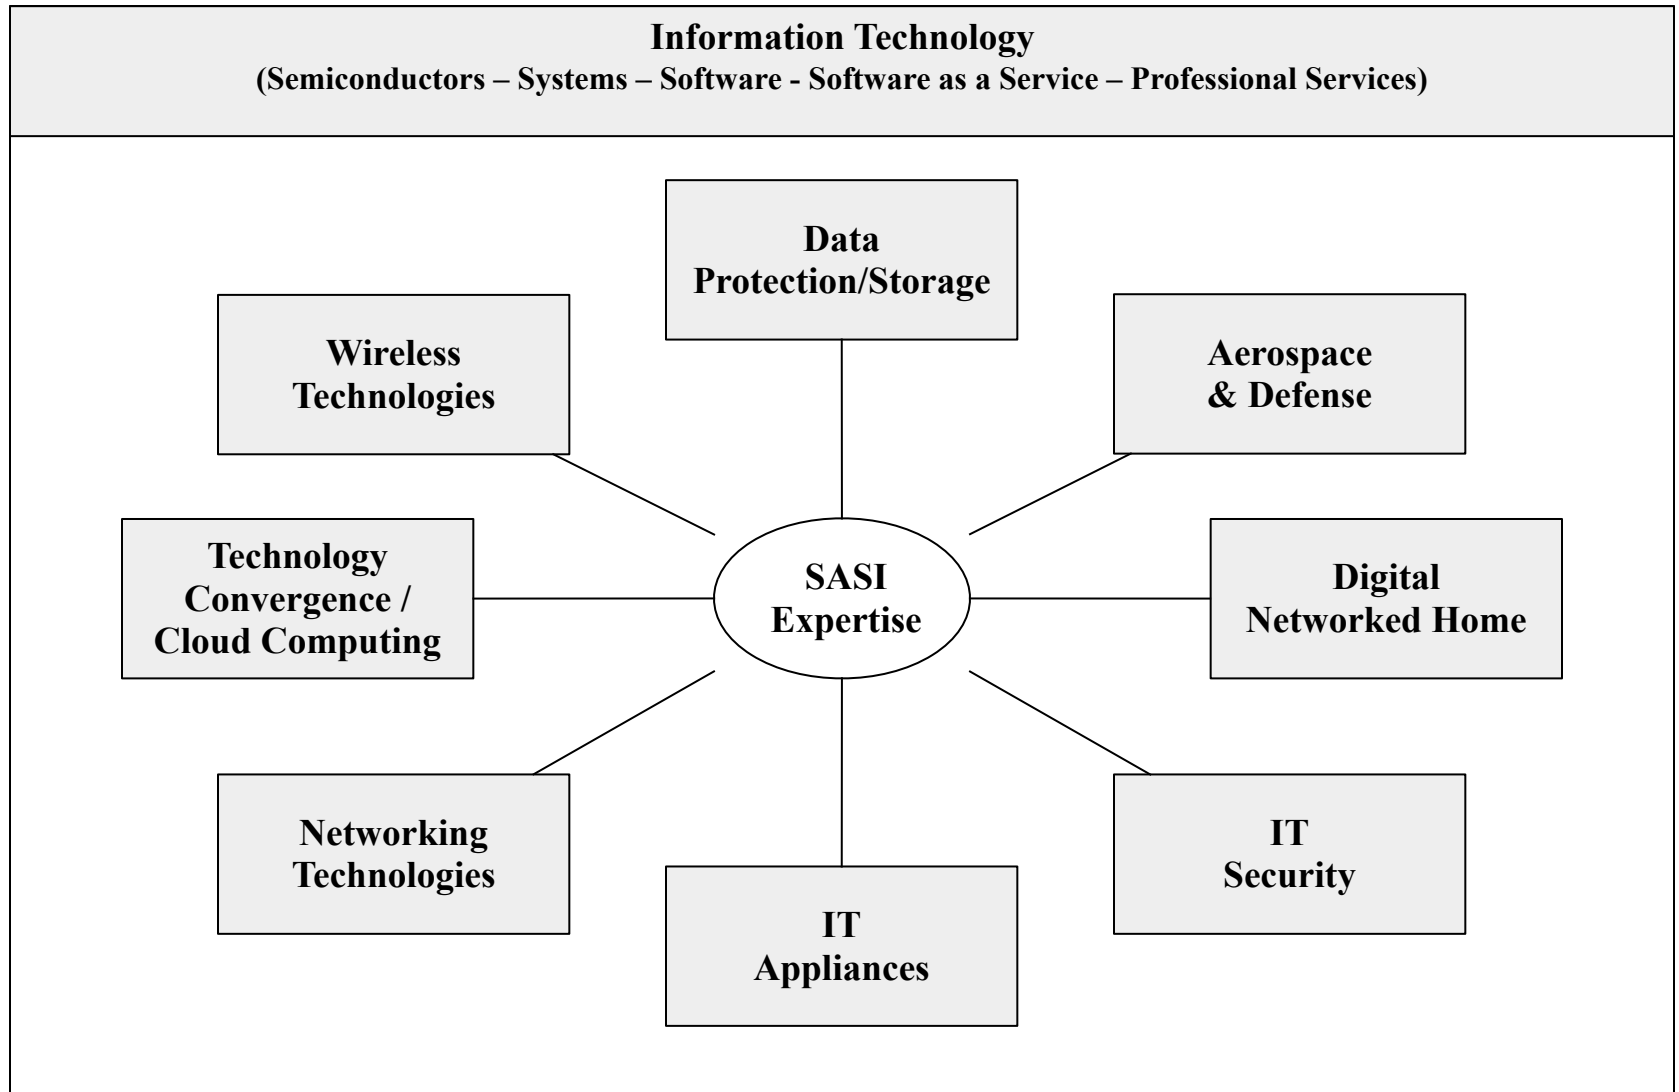 Information Technology
(Semiconductors – Systems – Software - Software as a Service – Professional Services)
Data
Protection/Storage
Wireless
Technologies
Aerospace
& Defense
Technology
Convergence /
Cloud Computing
SASI
Expertise
Digital
Networked Home
Networking
Technologies
IT
Appliances
IT
Security